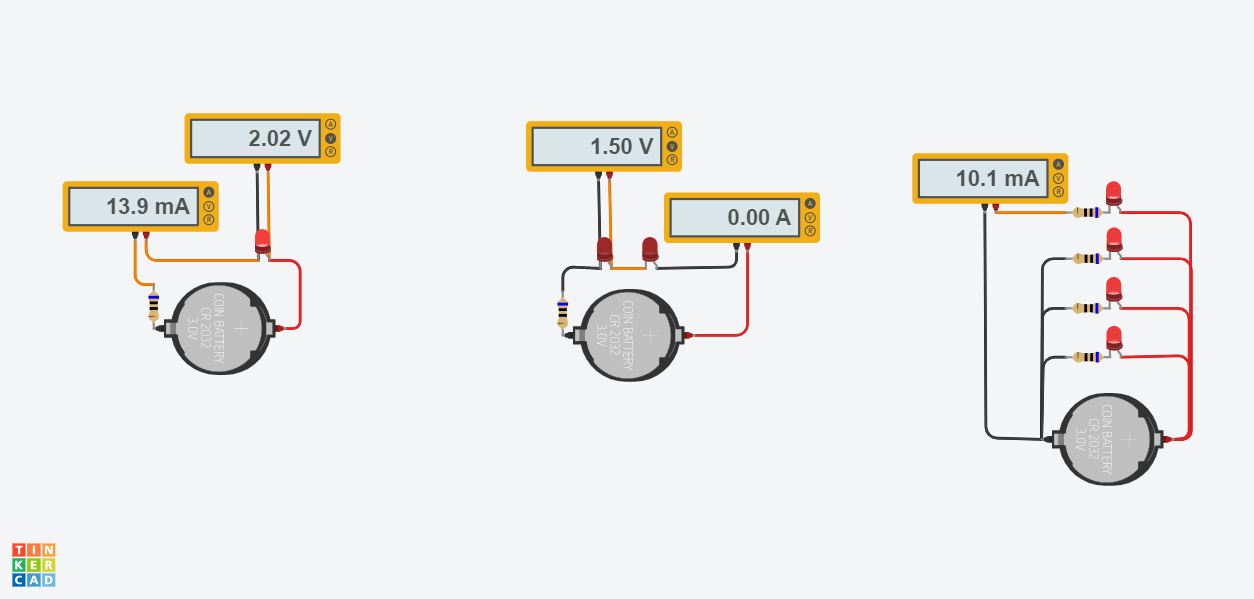 2.02 V
A
V
R
13.9 mA
A
V
R
COIN BATTERY
CR 2032
3.0V
1.50 V
A
V
R
0.00 A
A
V
R
COIN BATTERY
CR 2032
3.0V
10.1 mA
A
V
R
COIN BATTERY
CR 2032
3.0V
TIN
KER
CAD